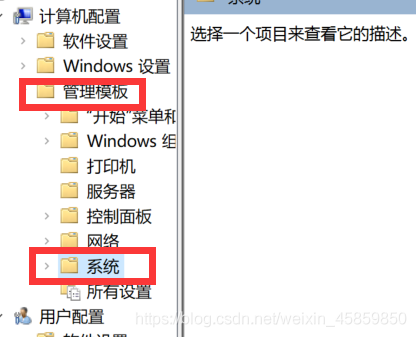 计算机配置
系统
软件设置
选择一个项目来查看它的描述。
Windows 设置
管理模板
"开始"菜单和
Windows 组
打印机
服务器
控制面板
网络
系统
所有设置
用户配置
https://blog.csdn.net/weixin_45859850